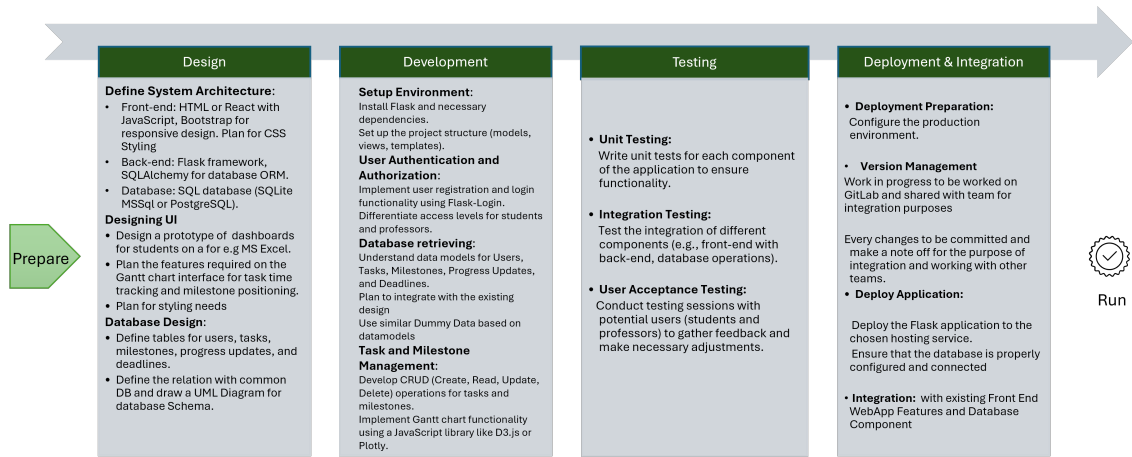 Prepare
Design
Define System Architecture:
• Front-end: HTML or React with
JavaScript, Bootstrap for
responsive design. Plan for CSS
Styling
• Back-end: Flask framework,
SQLAlchemy for database ORM.
• Database: SQL database (SQLite
MSSql or PostgreSQL).
Designing UI
• Design a prototype of dashboards
for students on a for e.g MS Excel.
• Plan the features required on the
Gantt chart interface for task time
tracking and milestone positioning.
• Plan for styling needs
Database Design:
• Define tables for users, tasks,
milestones, progress updates, and
deadlines.
• Define the relation with common
DB and draw a UML Diagram for
database Schema.
Development
Setup Environment:
Install Flask and necessary
dependencies.
Set up the project structure (models,
views, templates).
User Authentication and
Authorization:
Implement user registration and login
functionality using Flask-Login.
Differentiate access levels for students
and professors.
Database retrieving:
Understand data models for Users,
Tasks, Milestones, Progress Updates,
and Deadlines.
Plan to integrate with the existing
design
Use similar Dummy Data based on
datamodels
Task and Milestone
Management:
Develop CRUD (Create, Read, Update,
Delete) operations for tasks and
milestones.
Implement Gantt chart functionality
using a JavaScript library like D3.js or
Plotly.
Testing
• Unit Testing:
Write unit tests for each component
of the application to ensure
functionality.
• Integration Testing:
Test the integration of different
components (e.g., front-end with
back-end, database operations).
• User Acceptance Testing:
Conduct testing sessions with
potential users (students and
professors) to gather feedback and
make necessary adjustments.
Deployment & Integration
• Deployment Preparation:
Configure the production
environment.
• Version Management
Work in progress to be worked on
GitLab and shared with team for
integration purposes
Every changes to be committed and
make a note off for the purpose of
integration and working with other
teams.
• Deploy Application:
Deploy the Flask application to the
chosen hosting service.
Ensure that the database is properly
configured and connected
• Integration: with existing Front End
WebApp Features and Database
Component
Run